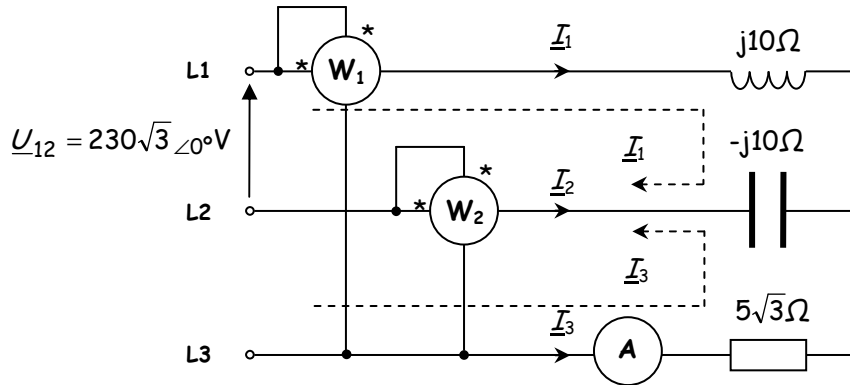 I1
j10Ω
*
L1
*
W1
U12 = 230√3 ∠0° V
I1
-j10Ω
*
I2
L2
*
W2
I3
5√3Ω
I3
L3
A